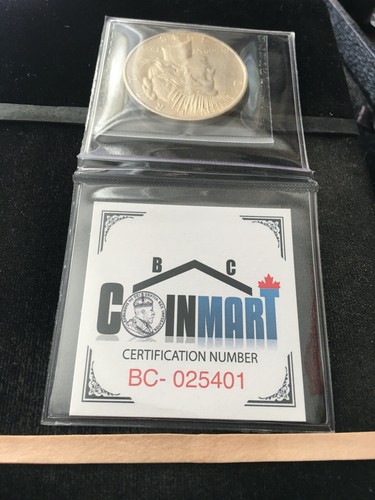 B C
COINMART
CERTIFICATION NUMBER
BC- 025401